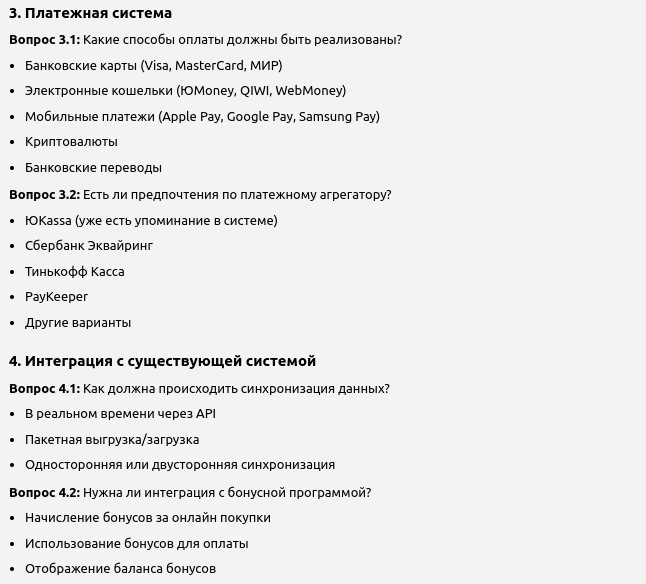 3. Платежная система
Вопрос 3.1: Какие способы оплаты должны быть реализованы?
• Банковские карты (Visa, MasterCard, МИР)
• Электронные кошельки (ЮMoney, QIWI, WebMoney)
• Мобильные платежи (Apple Pay, Google Pay, Samsung Pay)
• Криптовалюты
• Банковские переводы
Вопрос 3.2: Есть ли предпочтения по платежному агрегатору?
• ЮKassa (уже есть упоминание в системе)
• Сбербанк Эквайринг
• Тинькофф Касса
• PayKeeper
• Другие варианты
4. Интеграция с существующей системой
Вопрос 4.1: Как должна происходить синхронизация данных?
• В реальном времени через API
• Пакетная выгрузка/загрузка
• Односторонняя или двусторонняя синхронизация
Вопрос 4.2: Нужна ли интеграция с бонусной программой?
• Начисление бонусов за онлайн покупки
• Использование бонусов для оплаты
• Отображение баланса бонусов